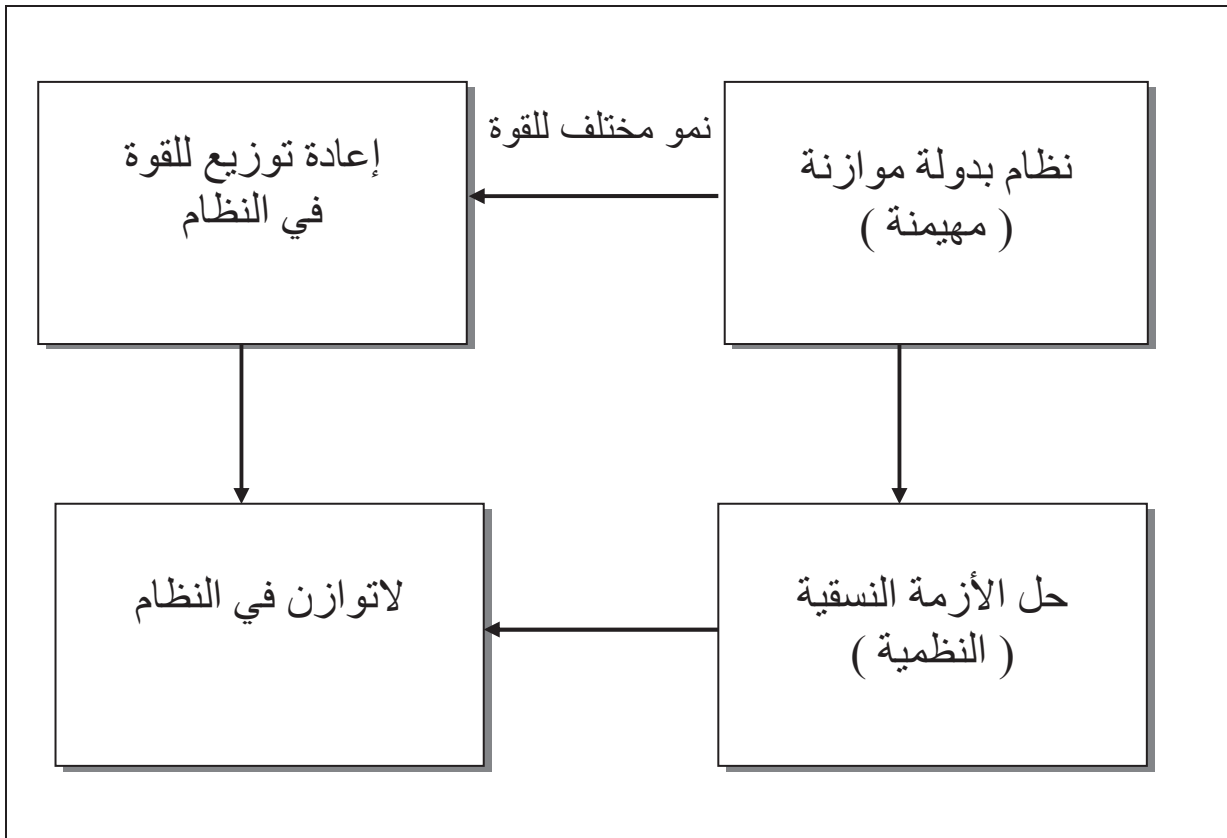 نظام بدولة موازنة
( مهيمنة )
نمو مختلف للقوة
إعادة توزيع للقوة
في النظام
حل الأزمة النسقية
( النظمية )
لاتوازن في النظام